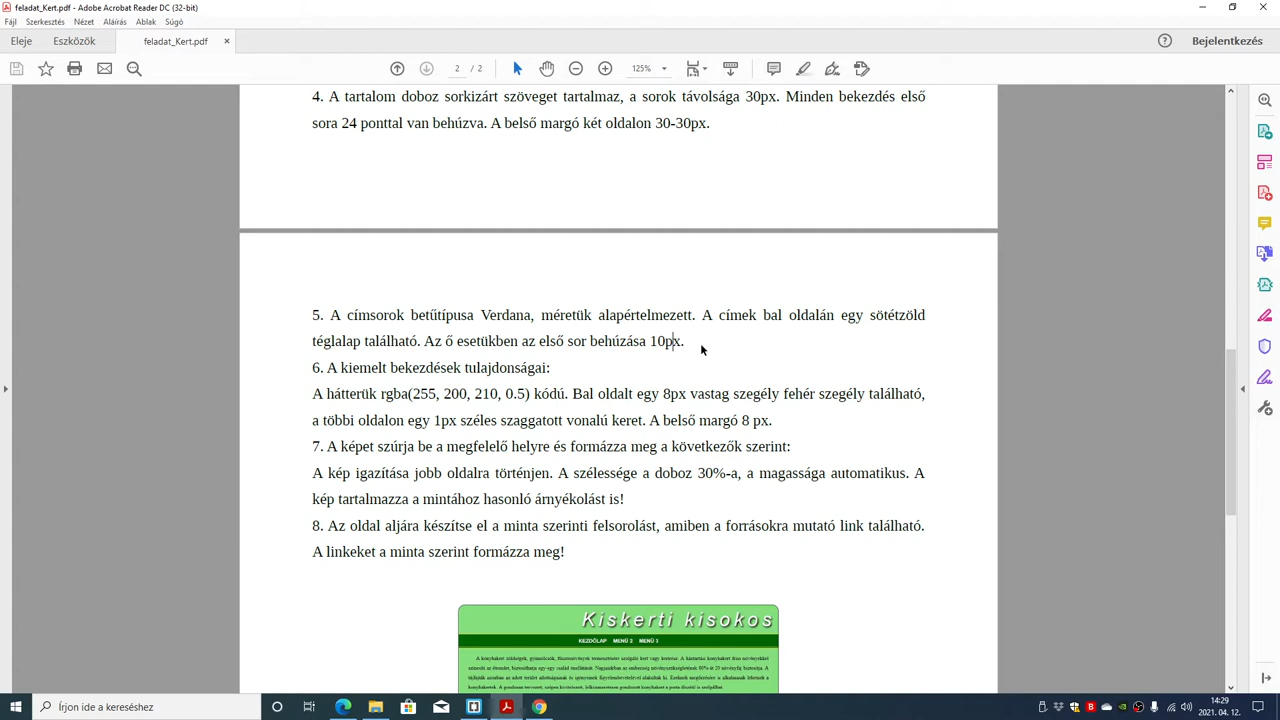 feladat_Kert.pdf - Adobe Acrobat Reader DC (32-bit)
Fájl Szerkesztés Nézet Aláírás Ablak Súgó
Eleje Eszközök feladat_Kert.pdf × Bejelentkezés
2 / 2 125%
4. A tartalom doboz sorkizárt szöveget tartalmaz, a sorok távolsága 30px. Minden bekezdés első
sora 24 ponttal van behúzva. A belső margó két oldalon 30-30px.
5. A címsorok betűtípusa Verdana, méretük alapértelmezett. A címek bal oldalán egy sötétzöld
téglalap található. Az ő esetükben az első sor behúzása 10px.
6. A kiemelt bekezdések tulajdonságai:
A hátterük rgba(255, 200, 210, 0.5) kódú. Bal oldalt egy 8px vastag szegély fehér szegély található,
a többi oldalon egy 1px széles szaggatott vonalú keret. A belső margó 8 px.
7. A képet szúrja be a megfelelő helyre és formázza meg a következők szerint:
A kép igazítása jobb oldalra történjen. A szélessége a doboz 30%-a, a magassága automatikus. A
kép tartalmazza a mintához hasonló árnyékolást is!
8. Az oldal aljára készítse el a minta szerinti felsorolást, amiben a forrásokra mutató link található.
A linkeket a minta szerint formázza meg!
Kiskerti kisokos
KEZDŐLAP MENÜ 2 MENÜ 3
Írjon ide a kereséshez
14:29
2021. 04. 12.